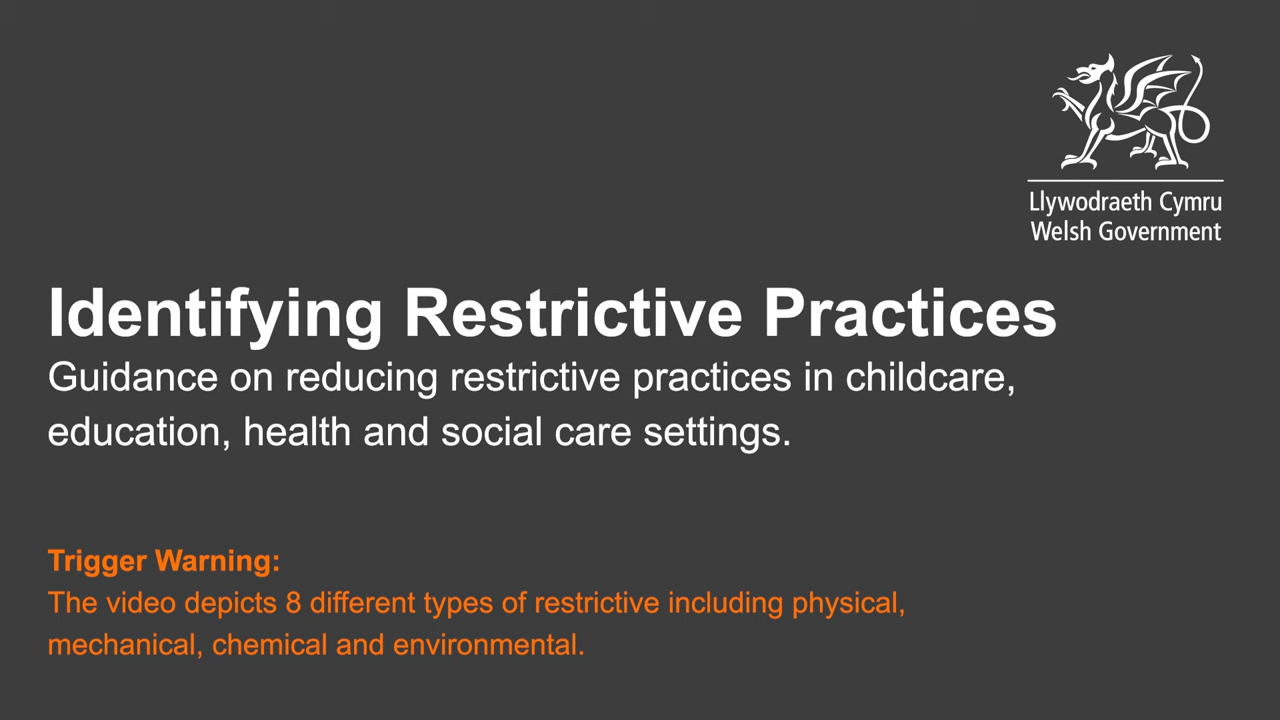 Llywodraeth Cymru
Welsh Government
Identifying Restrictive Practices
Guidance on reducing restrictive practices in childcare,
education, health and social care settings.
Trigger Warning:
The video depicts 8 different types of restrictive including physical,
mechanical, chemical and environmental.